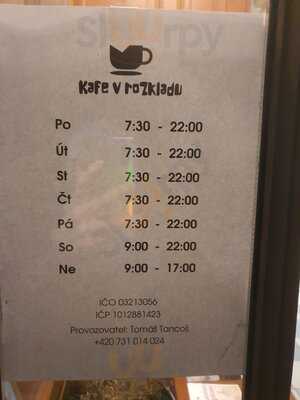 Slurrpy
Kafe v rozkladu
Po 7:30 - 22:00
Út 7:30 - 22:00
St 7:30 - 22:00
Čt 7:30 - 22:00
Pá 7:30 - 22:00
So 9:00 - 22:00
Ne 9:00 - 17:00
IČO 03213056
IČP 1012881423
Provozovatel: Tomáš Tancoš
+420 731 014 024